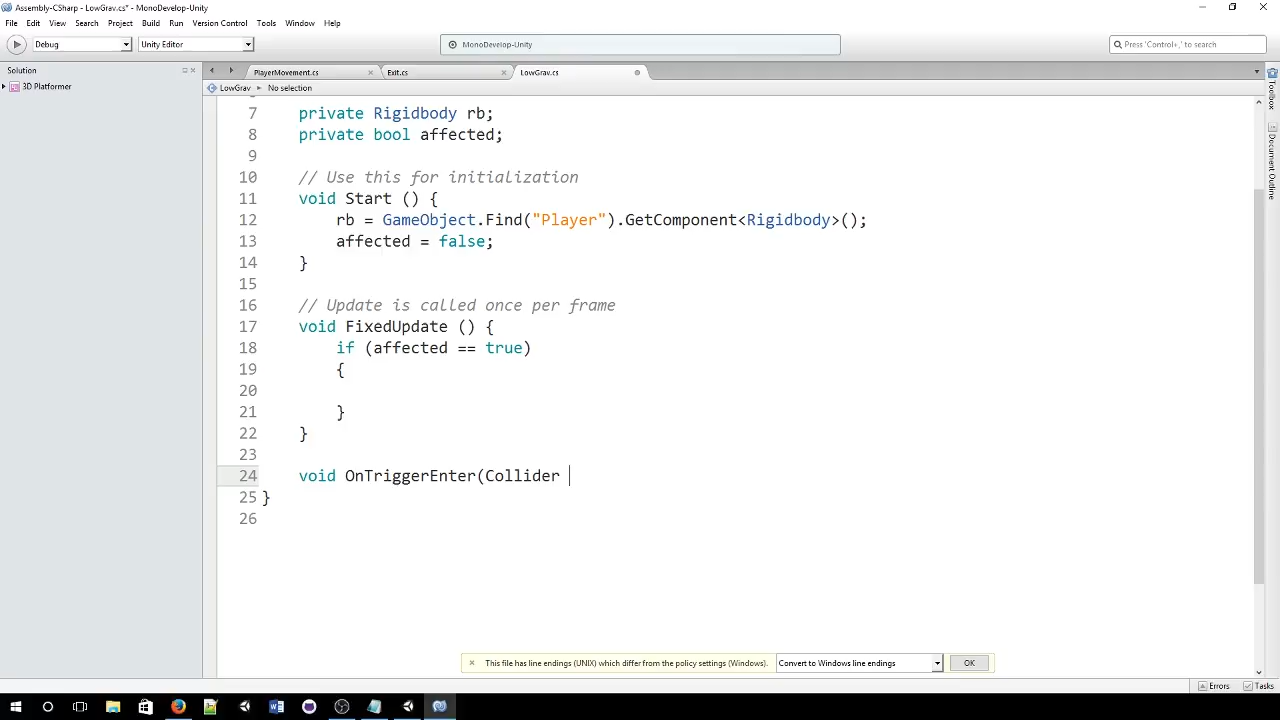 Assembly-CSharp - LowGrav.cs* - MonoDevelop-Unity
File Edit View Search Project Build Run Version Control Tools Window Help
Debug Unity Editor MonoDevelop-Unity Press 'Control+,' to search
Solution PlayerMovement.cs Exit.cs LowGrav.cs
3D Platformer LowGrav No selection
7 private Rigidbody rb;
8 private bool affected;
9
10 // Use this for initialization
11 void Start () {
12 rb = GameObject.Find("Player").GetComponent<Rigidbody>();
13 affected = false;
14 }
15
16 // Update is called once per frame
17 void FixedUpdate () {
18 if (affected == true)
19 {
20
21 }
22 }
23
24 void OnTriggerEnter(Collider
25 }
26
Toolbox
Document Outline
This file has line endings (UNIX) which differ from the policy settings (Windows). Convert to Windows line endings OK
Errors Tasks